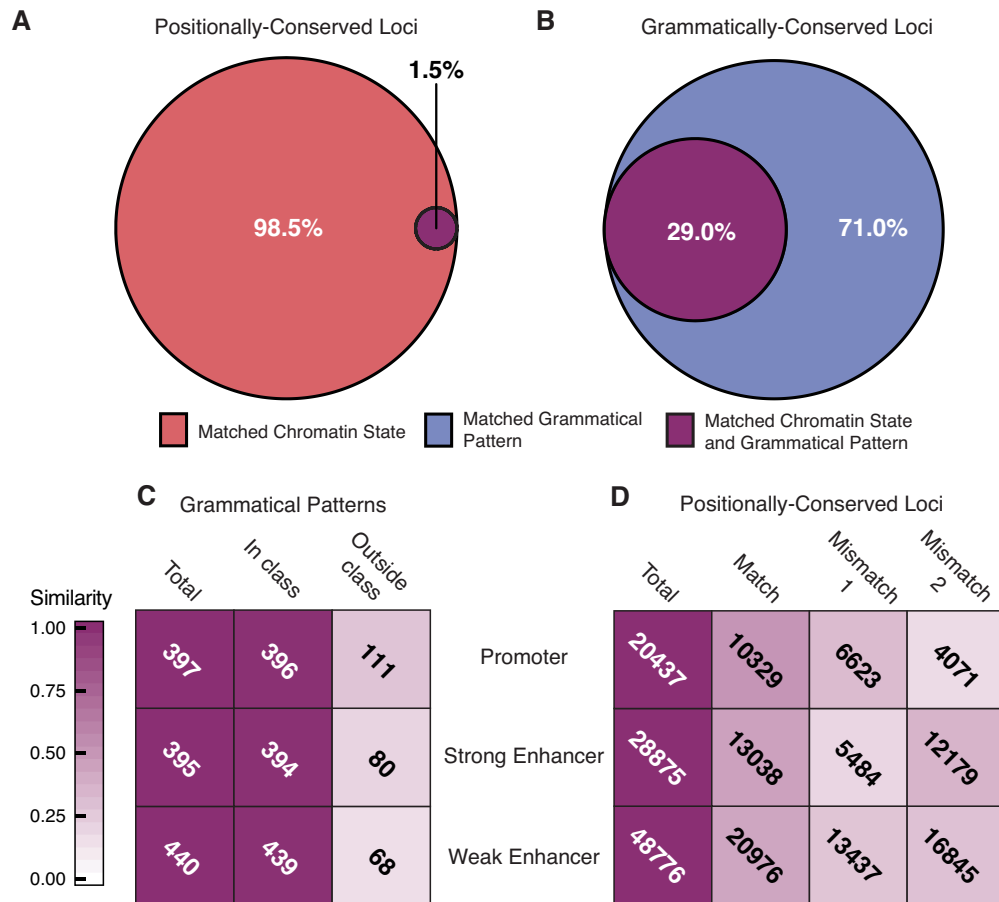 A
Positionally-Conserved Loci
1.5%
98.5%
B
Grammatically-Conserved Loci
29.0%
71.0%
Matched Chromatin State
Matched Grammatical
Pattern
Matched Chromatin State
and Grammatical Pattern
C
Grammatical Patterns
Total
In class
Outside
class
Similarity
1.00
0.75
0.50
0.25
0.00
397
396
111
395
394
80
440
439
68
Promoter
Strong Enhancer
Weak Enhancer
D
Positionally-Conserved Loci
Total
Match
Mismatch
1
Mismatch
2
20437
10329
6623
4071
28875
13038
5484
12179
48776
20976
13437
16845